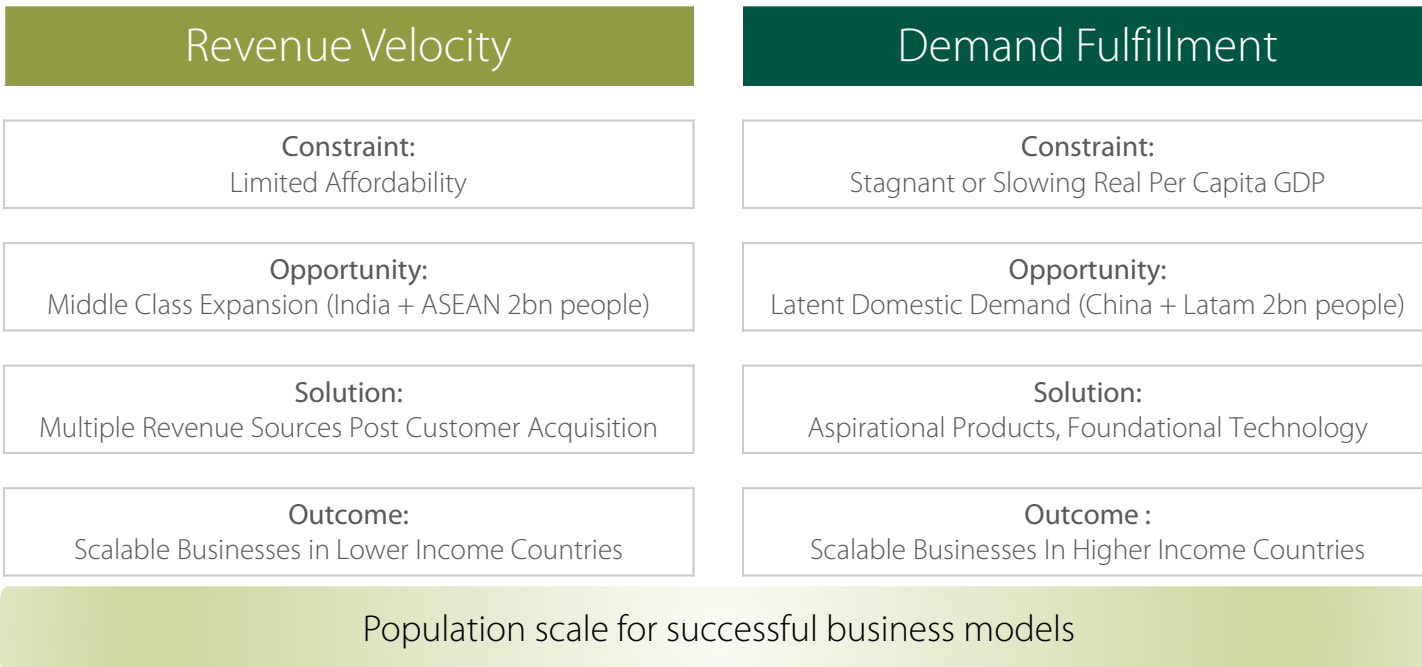 Revenue Velocity
Constraint:
Limited Affordability
Opportunity:
Middle Class Expansion (India + ASEAN 2bn people)
Solution:
Multiple Revenue Sources Post Customer Acquisition
Outcome:
Scalable Businesses in Lower Income Countries
Demand Fulfillment
Constraint:
Stagnant or Slowing Real Per Capita GDP
Opportunity:
Latent Domestic Demand (China + Latam 2bn people)
Solution:
Aspirational Products, Foundational Technology
Outcome :
Scalable Businesses In Higher Income Countries
Population scale for successful business models